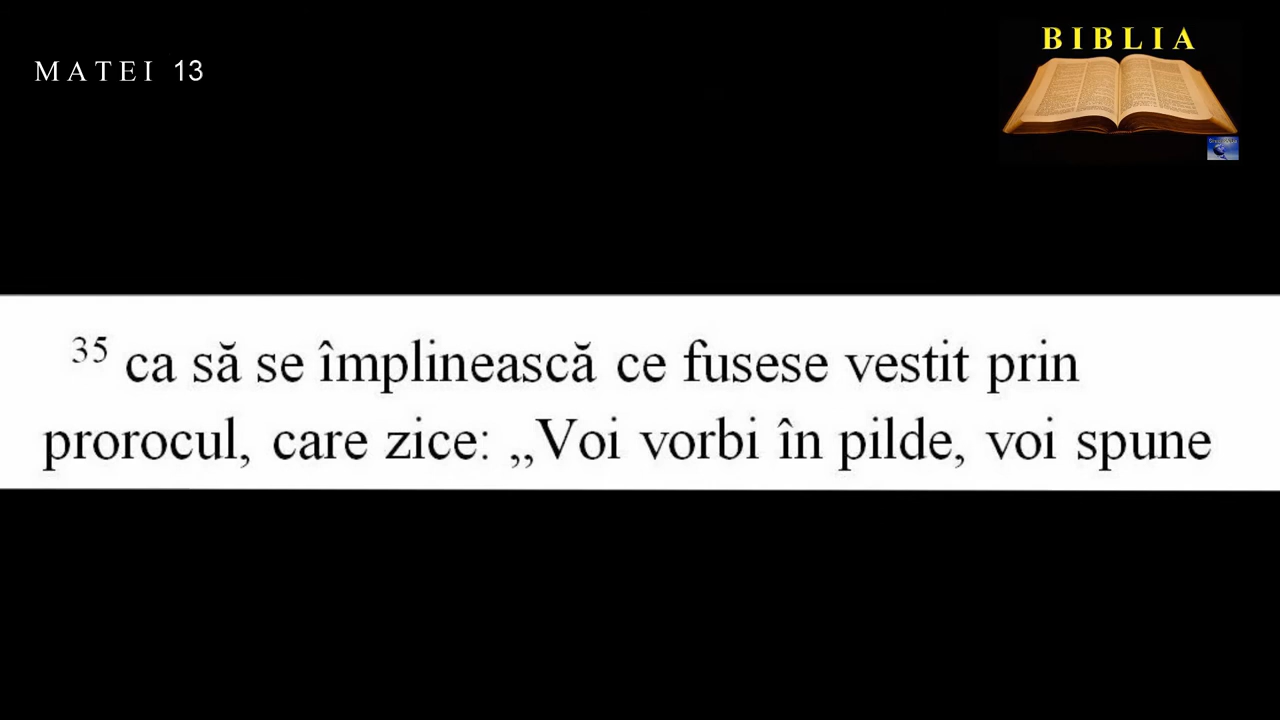 BIBLIA
MATEI 13
35 ca să se împlinească ce fusese vestit prin
prorocul, care zice: ,,Voi vorbi în pilde, voi spune